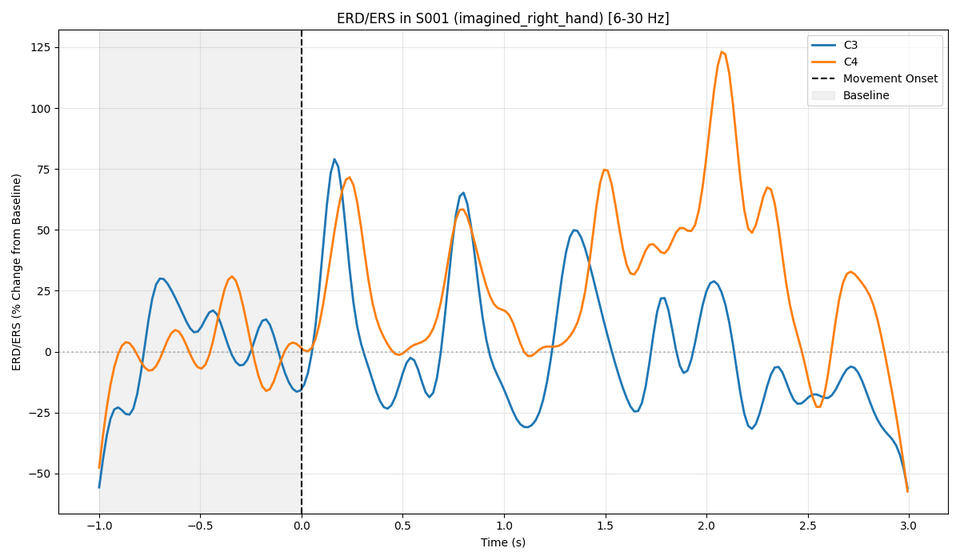 ERD/ERS in S001 (imagined_right_hand) [6-30 Hz]
C3
C4
Movement Onset
Baseline
ERD/ERS (% Change from Baseline)
125
100
75
50
25
0
−25
−50
−1.0 −0.5 0.0 0.5 1.0 1.5 2.0 2.5 3.0
Time (s)